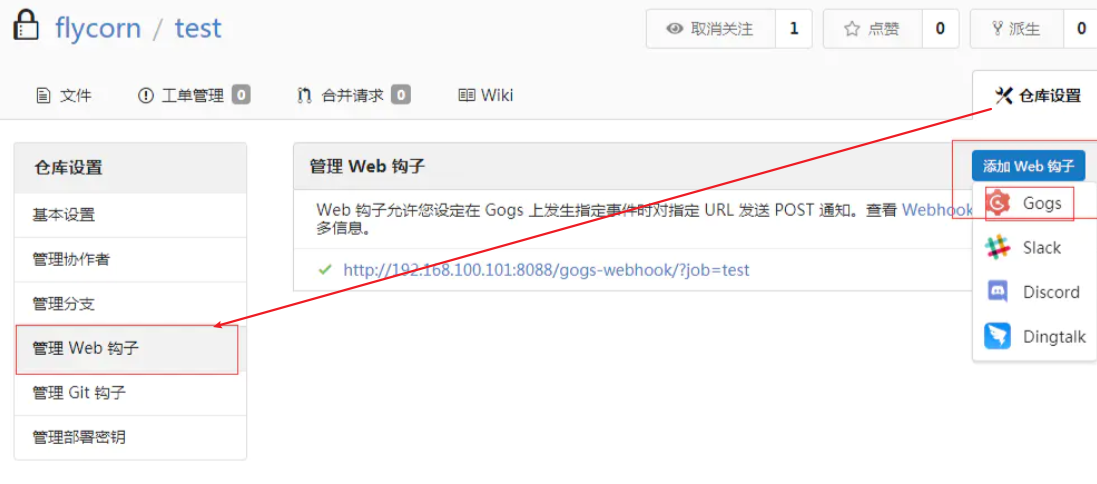 flycorn / test
取消关注 1 点赞 0 派生 0
文件 工单管理 0 合并请求 0 Wiki 仓库设置
仓库设置
基本设置
管理协作者
管理分支
管理 Web 钩子
管理 Git 钩子
管理部署密钥
管理 Web 钩子
添加 Web 钩子
Web 钩子允许您设定在 Gogs 上发生指定事件时对指定 URL 发送 POST 通知。查看 Webhook
多信息。
http://192.168.100.101:8088/gogs-webhook/?job=test
Gogs
Slack
Discord
Dingtalk